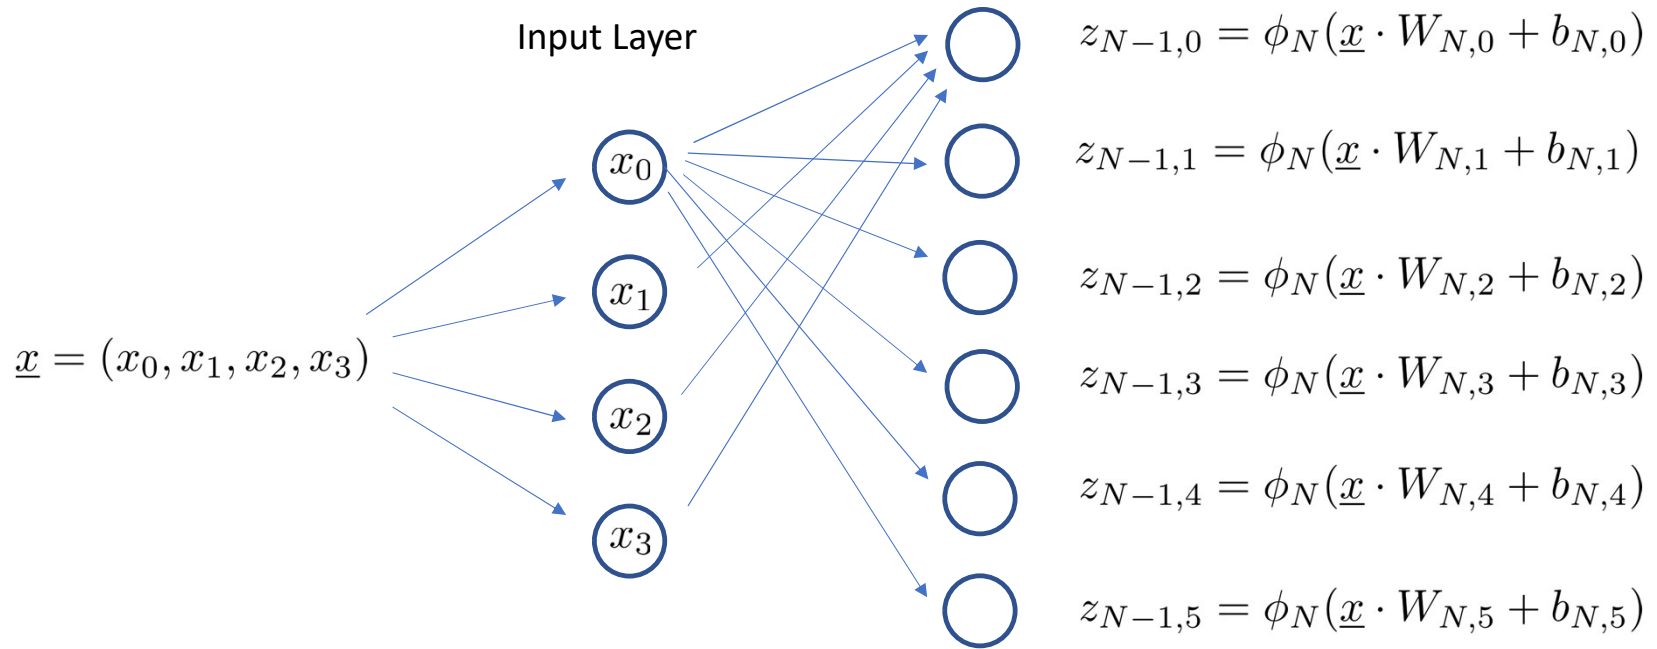 Input Layer
z_{N-1,0} = ϕ_N(x̲ · W_{N,0} + b_{N,0})
x_0
z_{N-1,1} = ϕ_N(x̲ · W_{N,1} + b_{N,1})
x_1
z_{N-1,2} = ϕ_N(x̲ · W_{N,2} + b_{N,2})
x̲ = (x_0, x_1, x_2, x_3)
z_{N-1,3} = ϕ_N(x̲ · W_{N,3} + b_{N,3})
x_2
z_{N-1,4} = ϕ_N(x̲ · W_{N,4} + b_{N,4})
x_3
z_{N-1,5} = ϕ_N(x̲ · W_{N,5} + b_{N,5})